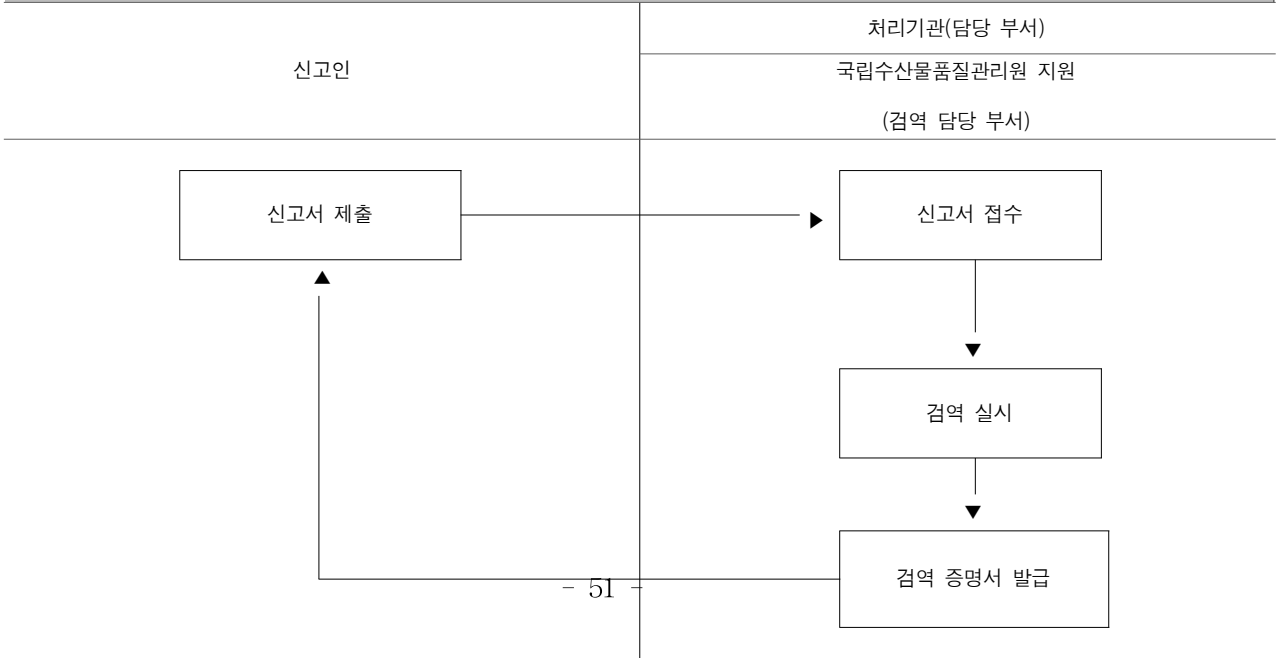 신고인
처리기관(담당 부서)
국립수산물품질관리원 지원
(검역 담당 부서)
신고서 제출
신고서 접수
검역 실시
검역 증명서 발급
- 51 -